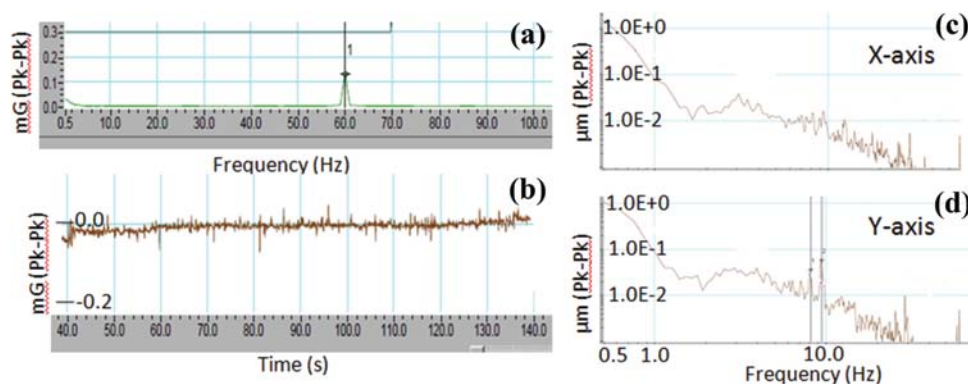 (a)
mG (Pk-Pk)
0.3
0.2
0.1
0.0
1
0.5 10.0 20.0 30.0 40.0 50.0 60.0 70.0 80.0 90.0 100.0
Frequency (Hz)
(b)
mG (Pk-Pk)
0.0
-0.2
40.0 50.0 60.0 70.0 80.0 90.0 100.0 110.0 120.0 130.0 140.0
Time (s)
(c)
X-axis
µm (Pk-Pk)
1.0E+0
1.0E-1
1.0E-2
(d)
Y-axis
µm (Pk-Pk)
1.0E+0
1.0E-1
1.0E-2
0.5 1.0 10.0
Frequency (Hz)